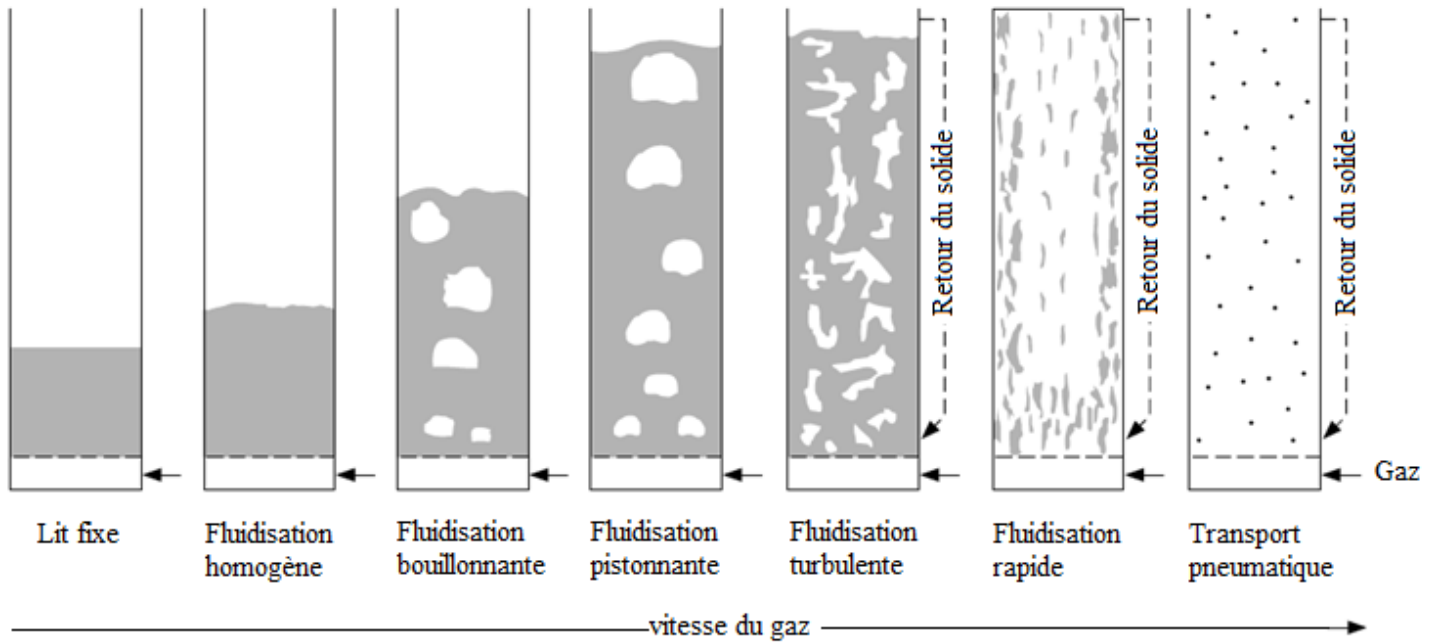 Retour du solide
Retour du solide
Retour du solide
Gaz
Lit fixe
Fluidisation
homogène
Fluidisation
bouillonnante
Fluidisation
pistonnante
Fluidisation
turbulente
Fluidisation
rapide
Transport
pneumatique
vitesse du gaz